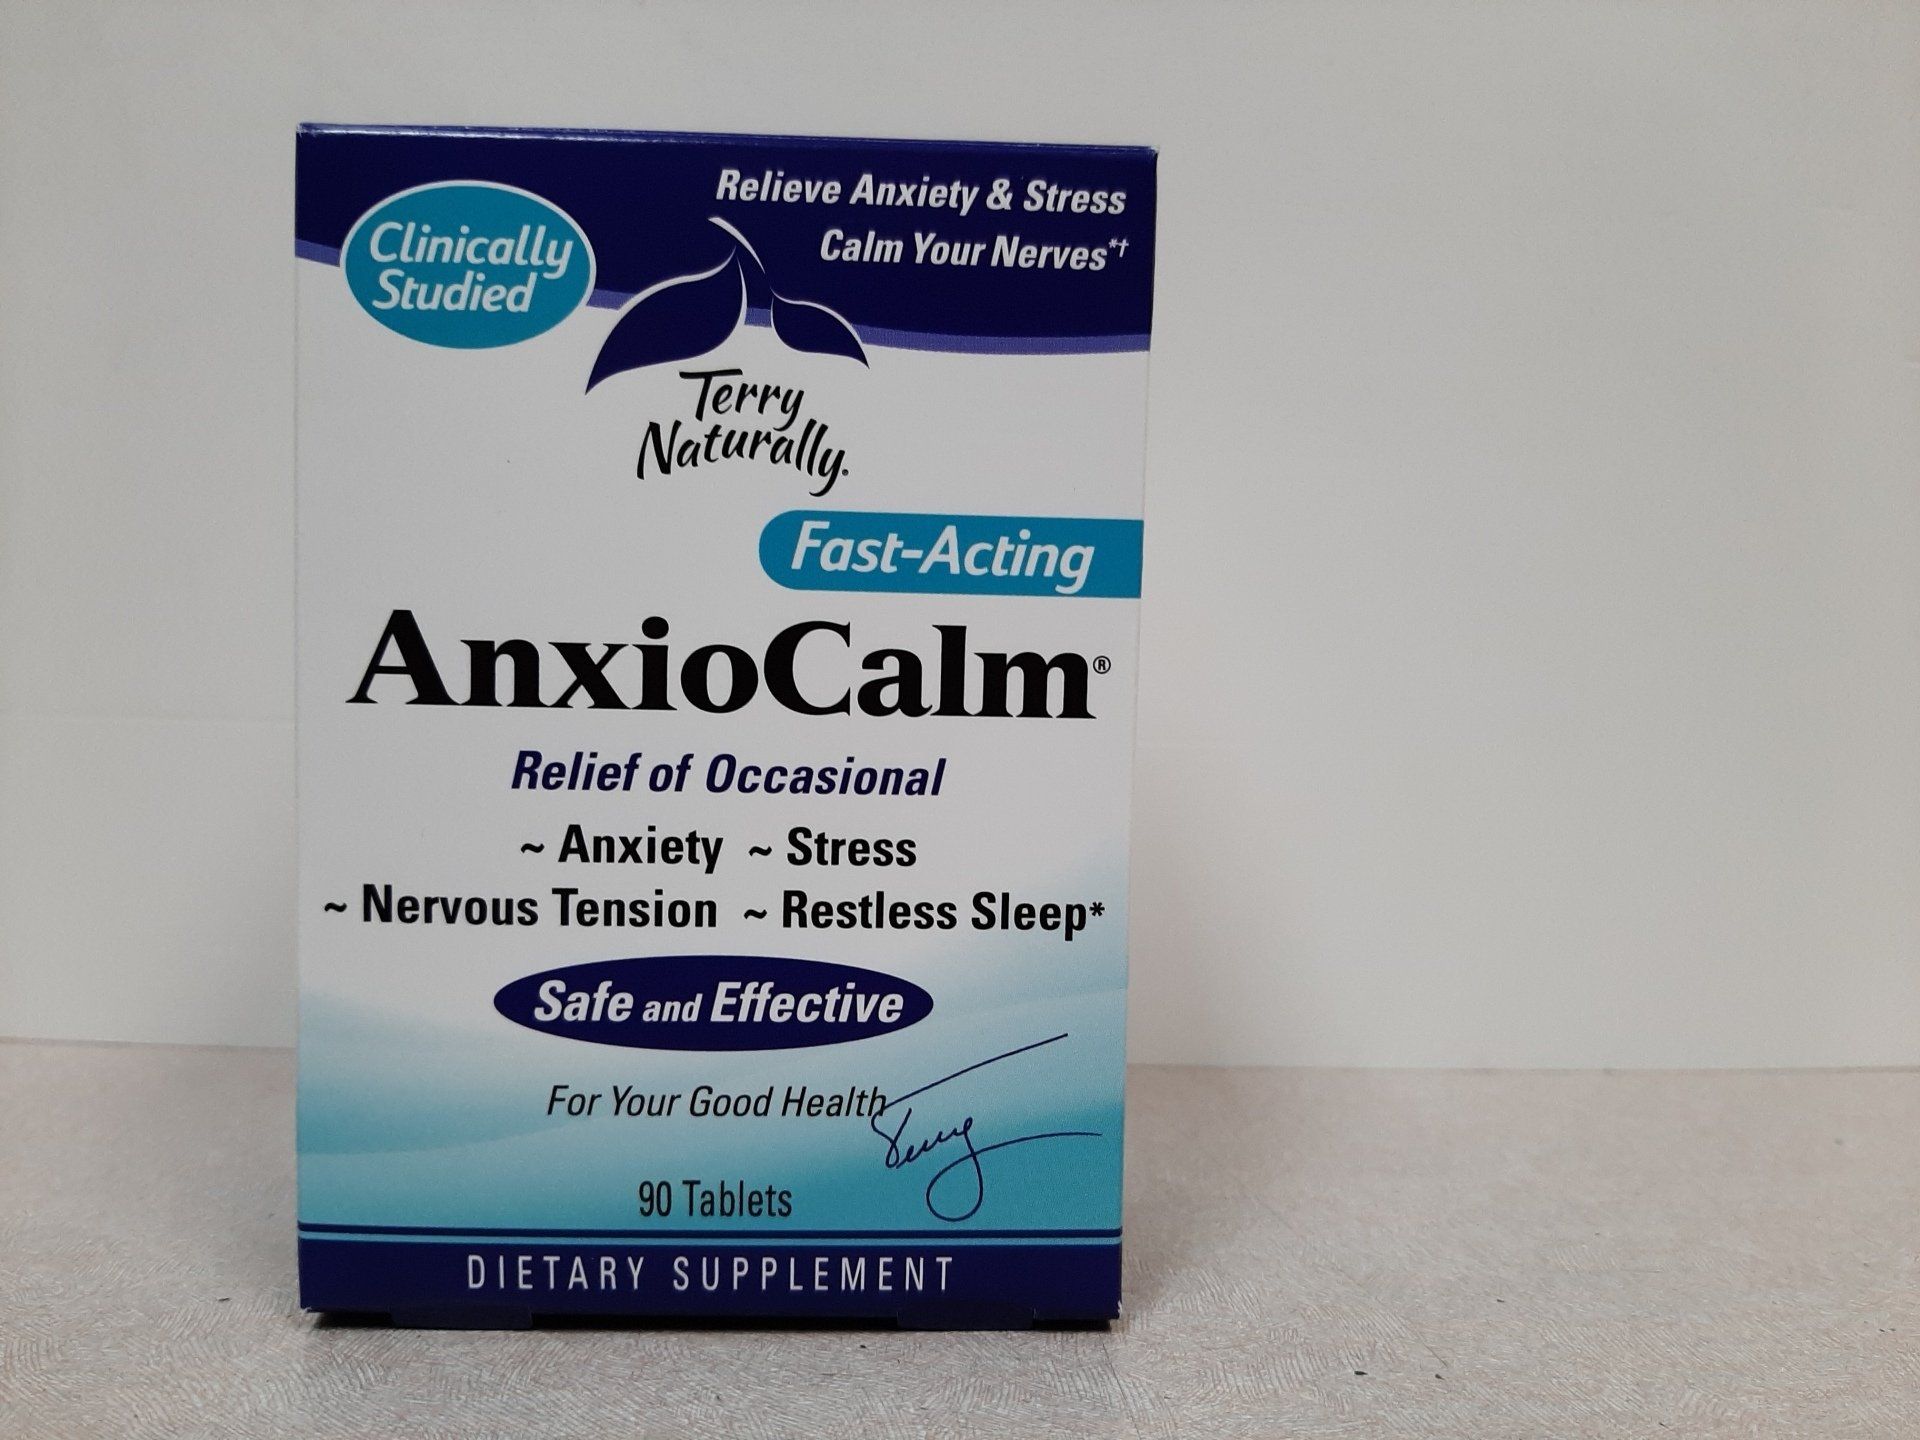 Relieve Anxiety & Stress
Calm Your Nerves*†
Clinically
Studied
Terry
Naturally.
Fast-Acting
AnxioCalm®
Relief of Occasional
~ Anxiety ~ Stress
~ Nervous Tension ~ Restless Sleep*
Safe and Effective
For Your Good Health
Terry
90 Tablets
DIETARY SUPPLEMENT